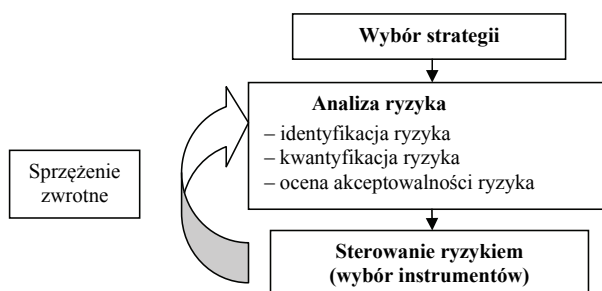 Wybór strategii
Analiza ryzyka
– identyfikacja ryzyka
– kwantyfikacja ryzyka
– ocena akceptowalności ryzyka
Sprzężenie
zwrotne
Sterowanie ryzykiem
(wybór instrumentów)